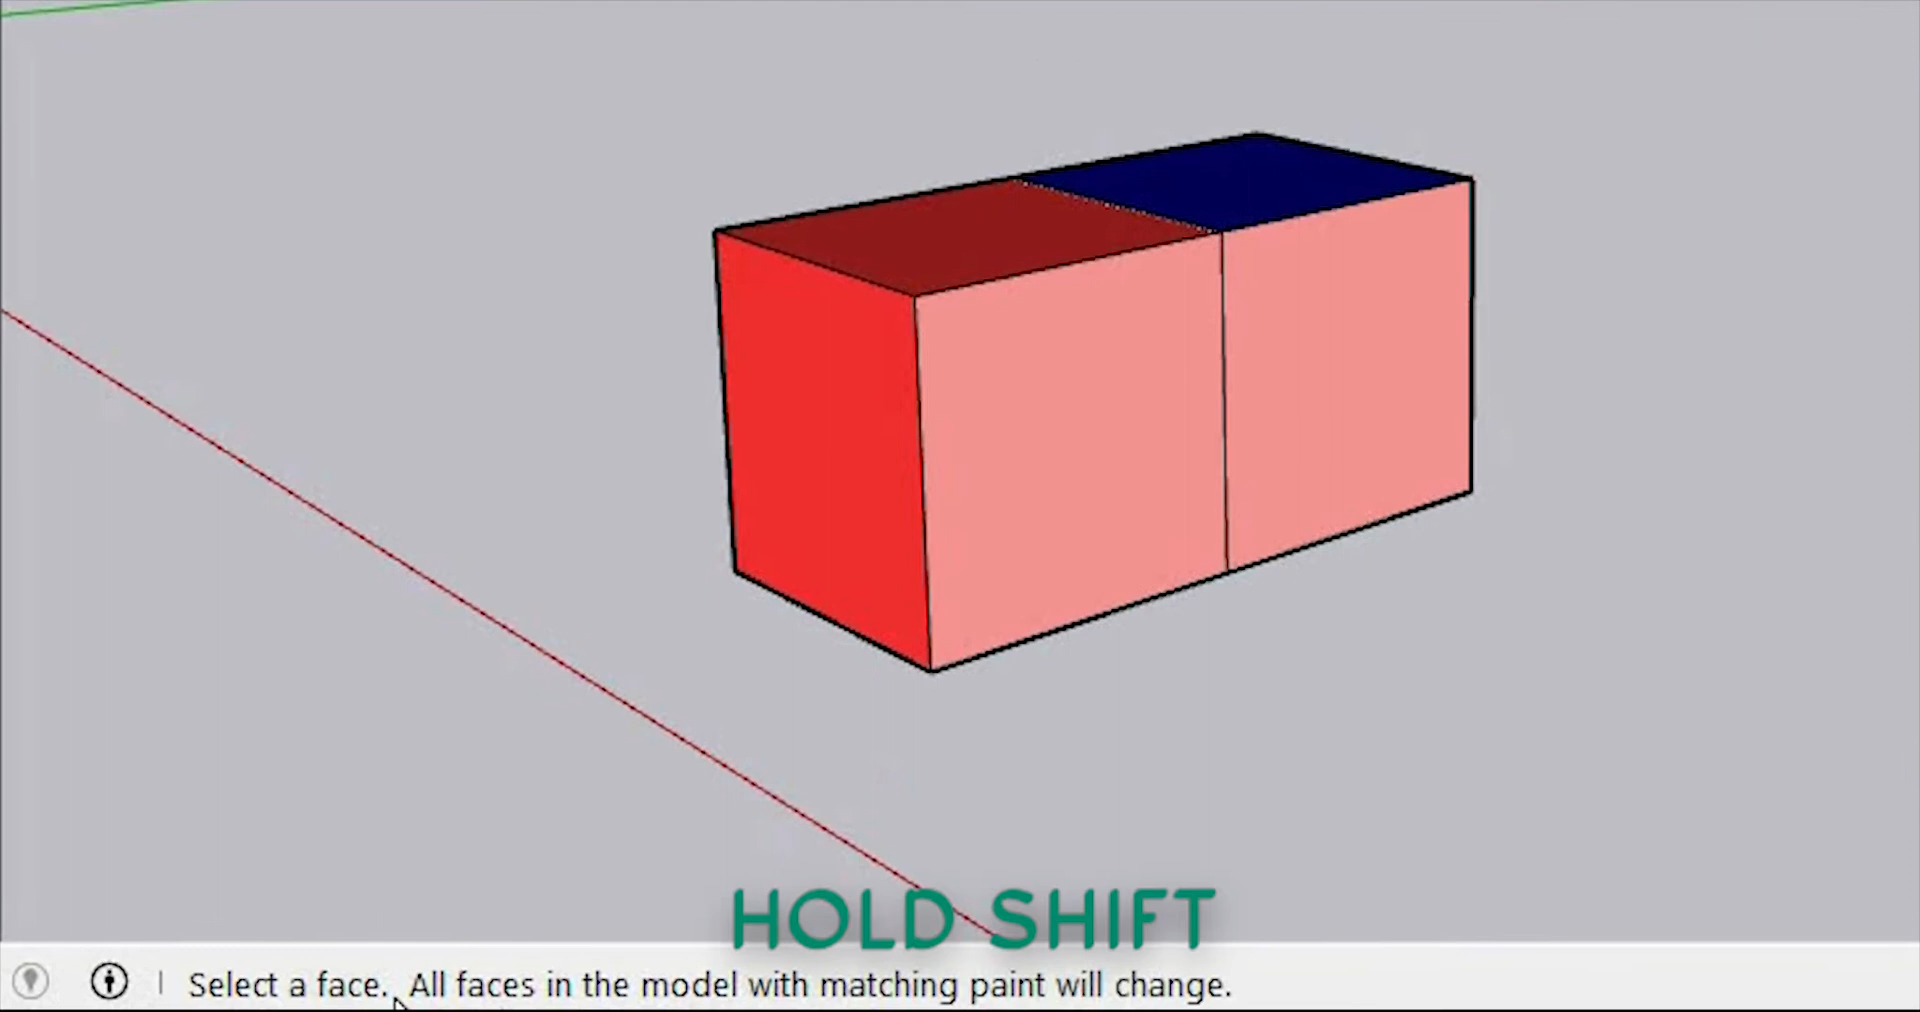 HOLD SHIFT
Select a face. All faces in the model with matching paint will change.